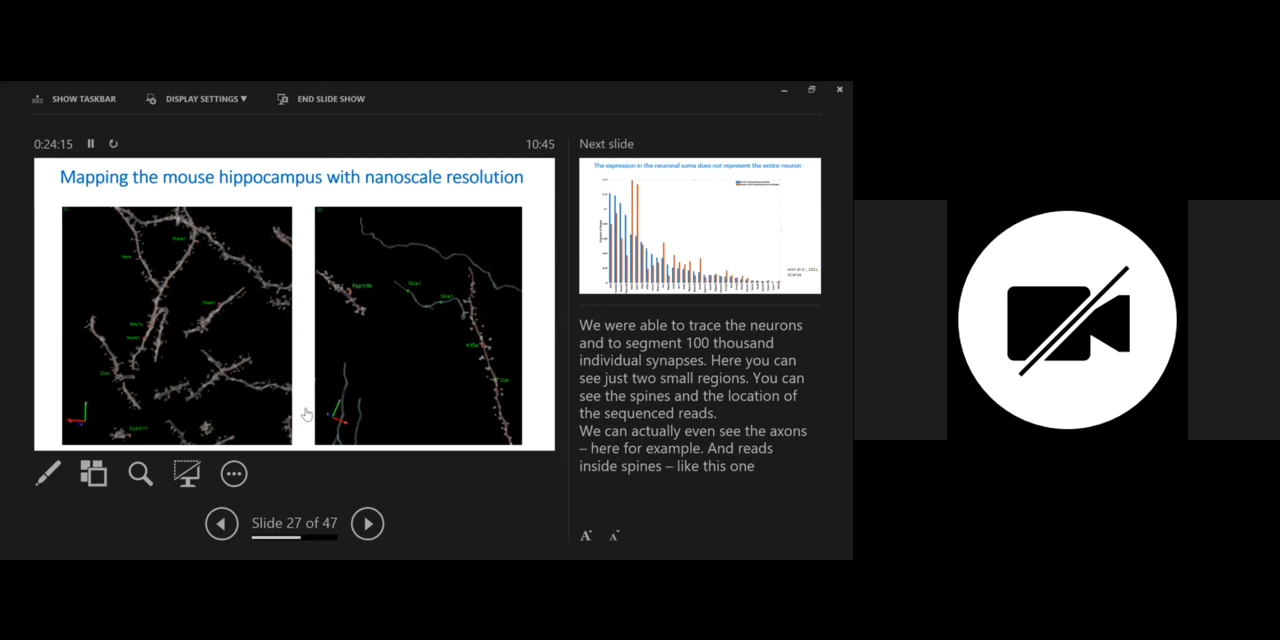 SHOW TASKBAR
DISPLAY SETTINGS ▼
END SLIDE SHOW
0:24:15
10:45
Next slide
Mapping the mouse hippocampus with nanoscale resolution
The expression in the neuronal soma does not represent the entire neuron
Gna1
Gna1
Ddn
We were able to trace the neurons
and to segment 100 thousand
individual synapses. Here you can
see just two small regions. You can
see the spines and the location of
the sequenced reads.
We can actually even see the axons
– here for example. And reads
inside spines – like this one
Slide 27 of 47
A
A